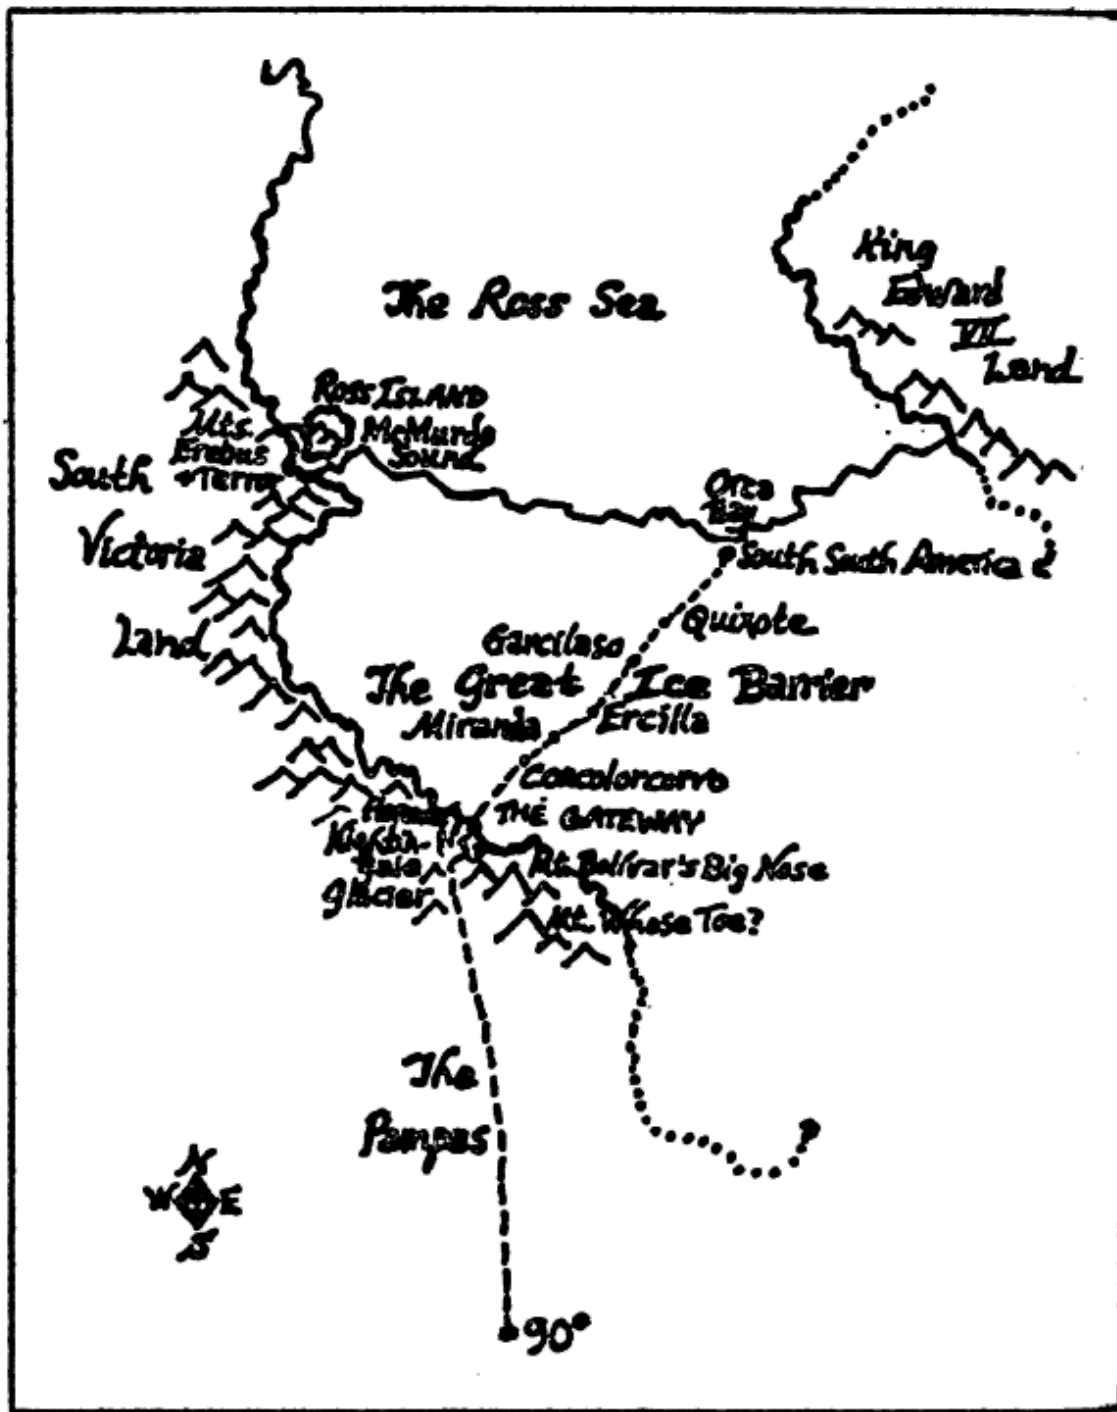 The Ross Sea
King
Edward
VII
Land
ROSS ISLAND
McMurdo
Sound
Mts.
Erebus
+ Terror
South
Victoria
Land
Orca
Bay
South South America
Quixote
Garcilaso
The Great Ice Barrier
Ercilla
Miranda
Concolorcorvo
THE GATEWAY
glacier
Mt. Bolívar's Big Nose
Mt. Whose Toe?
The
Pampas
N
W E
S
90°